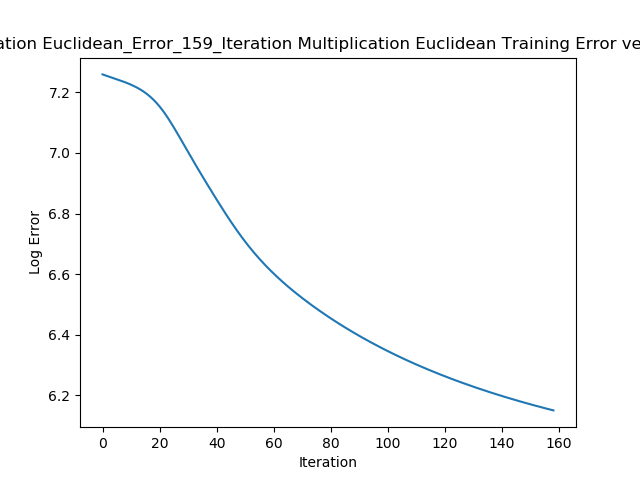 ation Euclidean_Error_159_Iteration Multiplication Euclidean Training Error ve
7.2
7.0
6.8
6.6
6.4
6.2
Log Error
0 20 40 60 80 100 120 140 160
Iteration